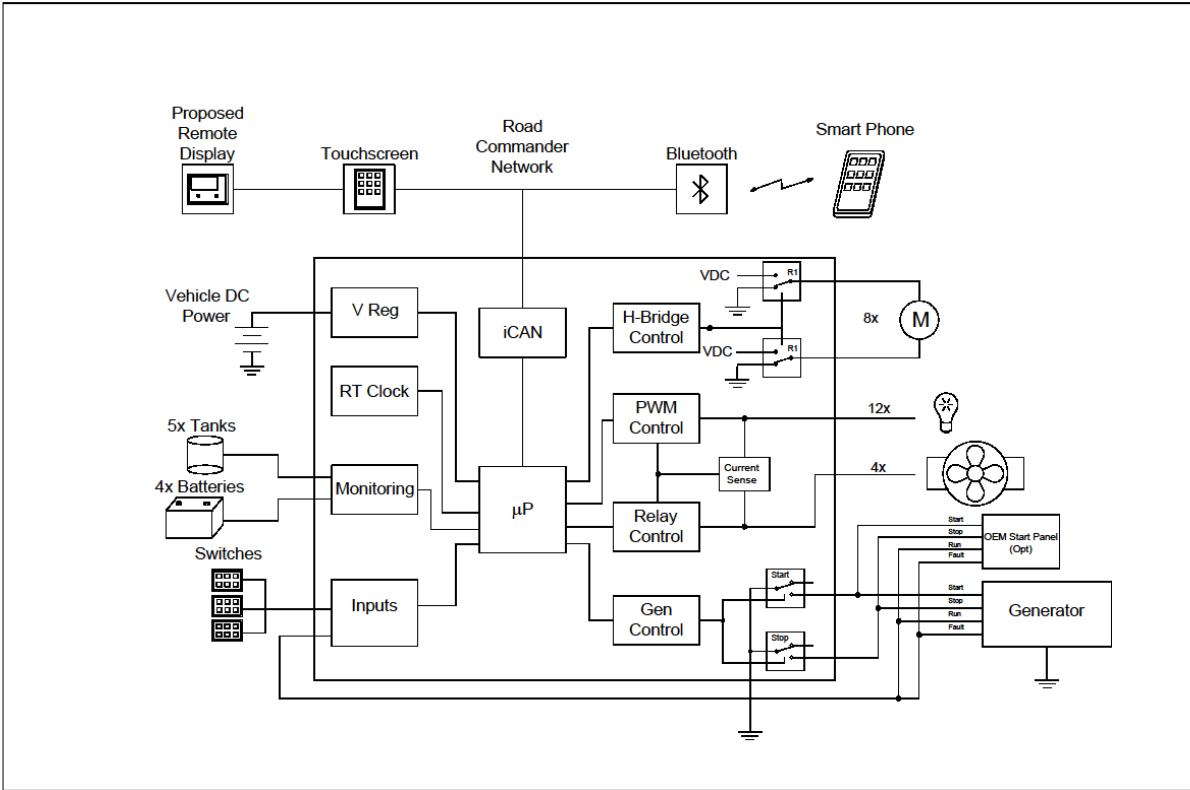 Proposed
Remote
Display
Touchscreen
Road
Commander
Network
Bluetooth
Smart Phone
Vehicle DC
Power
V Reg
iCAN
H-Bridge
Control
VDC
R1
VDC
R1
8x
M
RT Clock
PWM
Control
12x
5x Tanks
4x Batteries
Monitoring
μP
Current
Sense
4x
Relay
Control
Switches
Inputs
Gen
Control
Start
Stop
Start
Stop
Run
Fault
OEM Start Panel
(Opt)
Start
Stop
Run
Fault
Generator